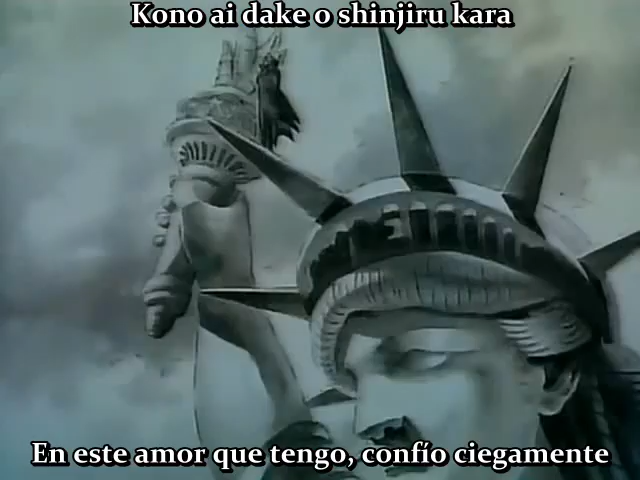 Kono ai dake o shinjiru kara
En este amor que tengo, confío ciegamente